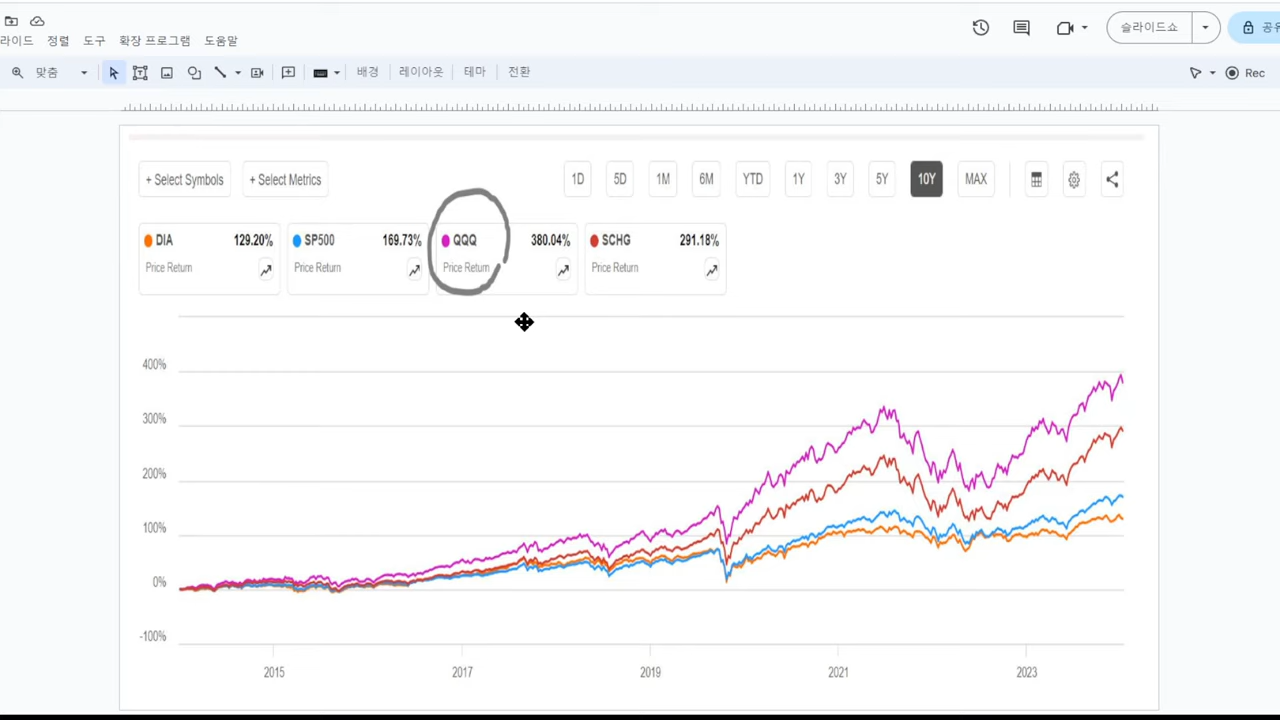 슬라이드쇼
공유
라이드 정렬 도구 확장 프로그램 도움말
맞춤 배경 레이아웃 테마 전환 Rec
+ Select Symbols + Select Metrics 1D 5D 1M 6M YTD 1Y 3Y 5Y 10Y MAX
DIA 129.20% SP500 169.73% QQQ 380.04% SCHG 291.18%
Price Return Price Return Price Return Price Return
400%
300%
200%
100%
0%
-100%
2015 2017 2019 2021 2023